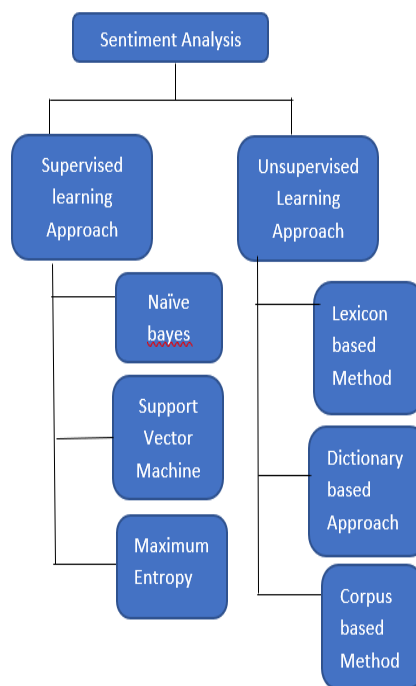 Sentiment Analysis
Supervised
learning
Approach
Unsupervised
Learning
Approach
Naïve
bayes
Support
Vector
Machine
Maximum
Entropy
Lexicon
based
Method
Dictionary
based
Approach
Corpus
based
Method